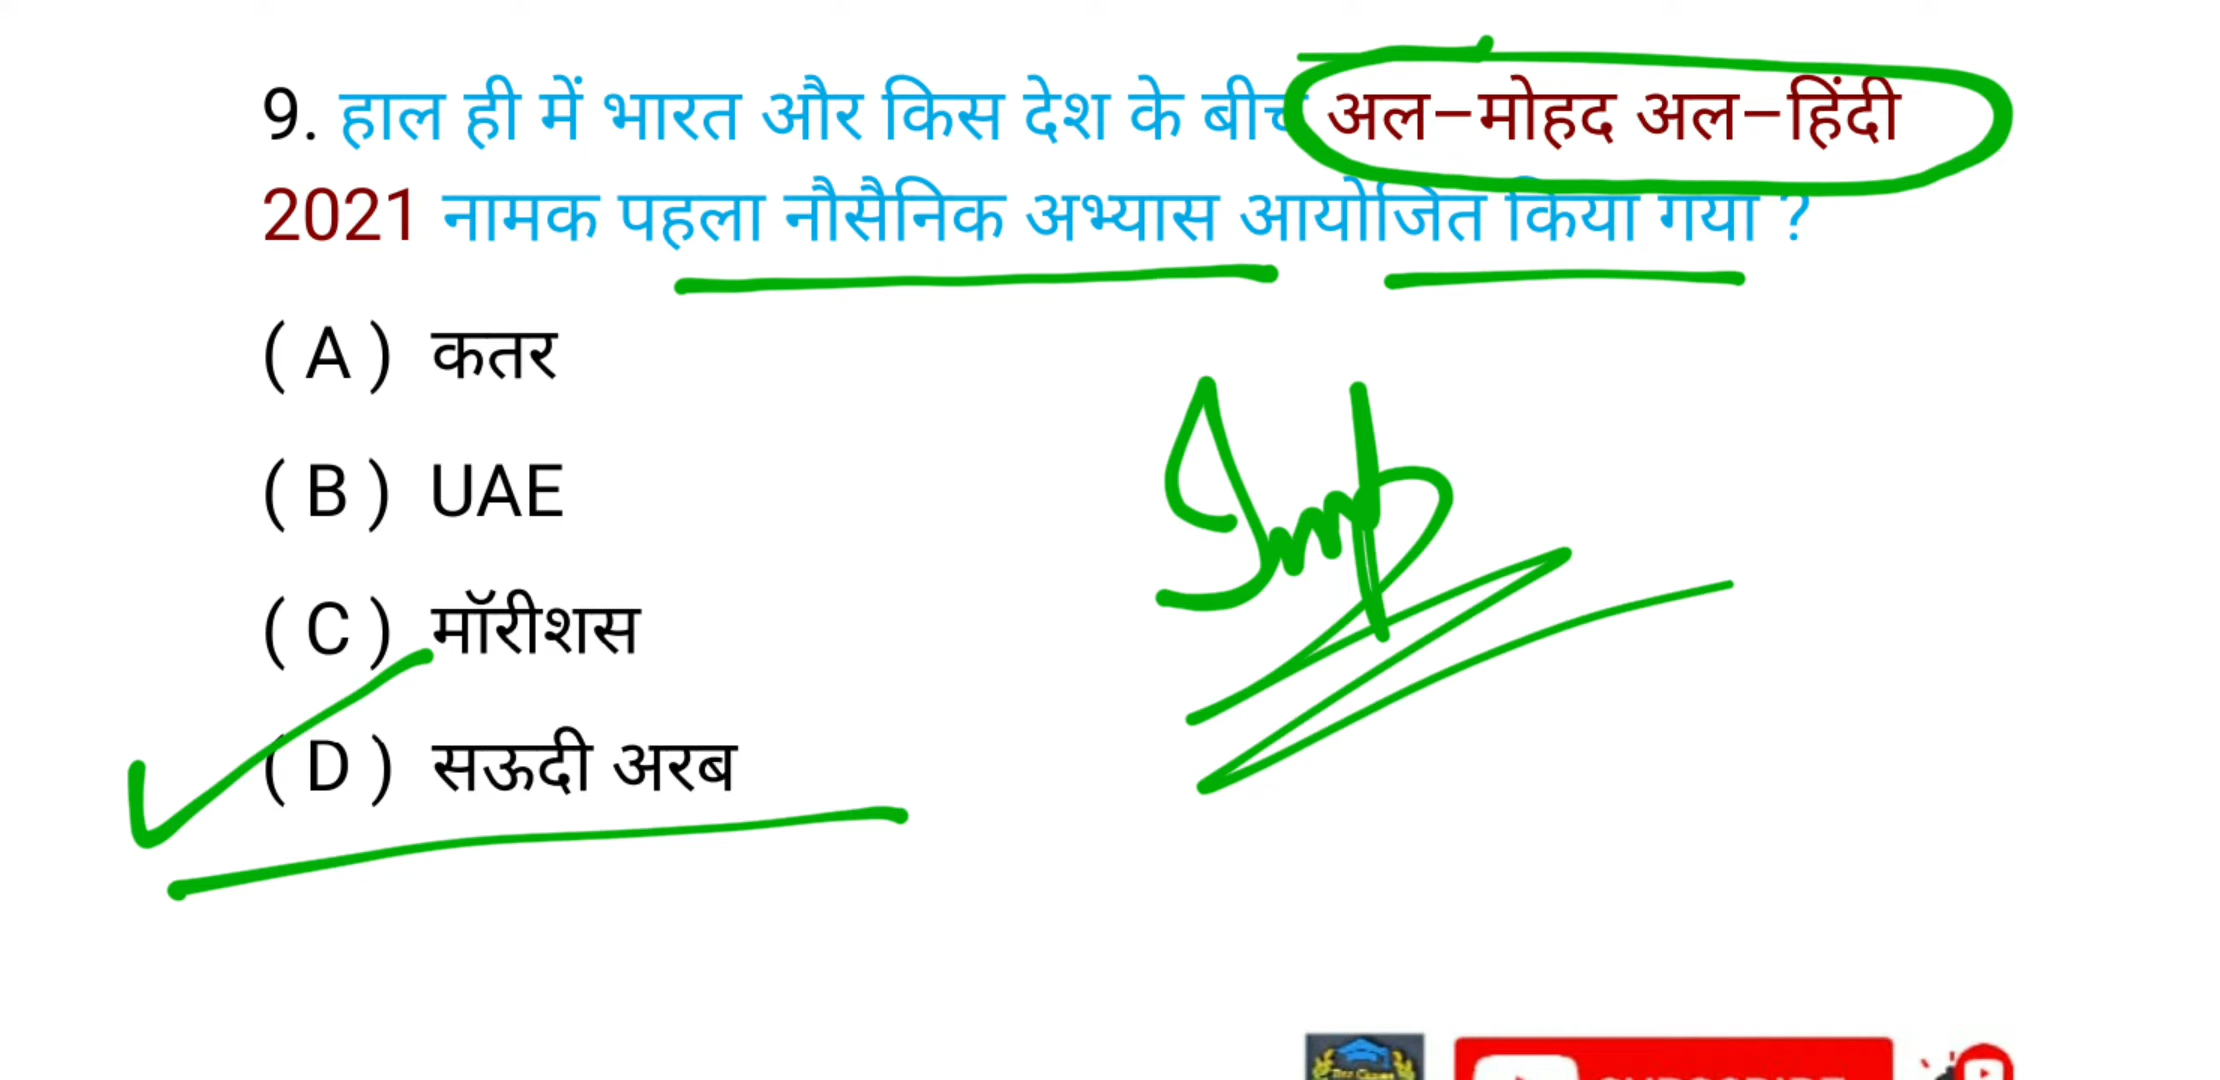 9. हाल ही में भारत और किस देश के बीच अल–मोहद अल–हिंदी
2021 नामक पहला नौसैनिक अभ्यास आयोजित किया गया ?
( A ) कतर
( B ) UAE
Imp
( C ) मॉरीशस
( D ) सऊदी अरब